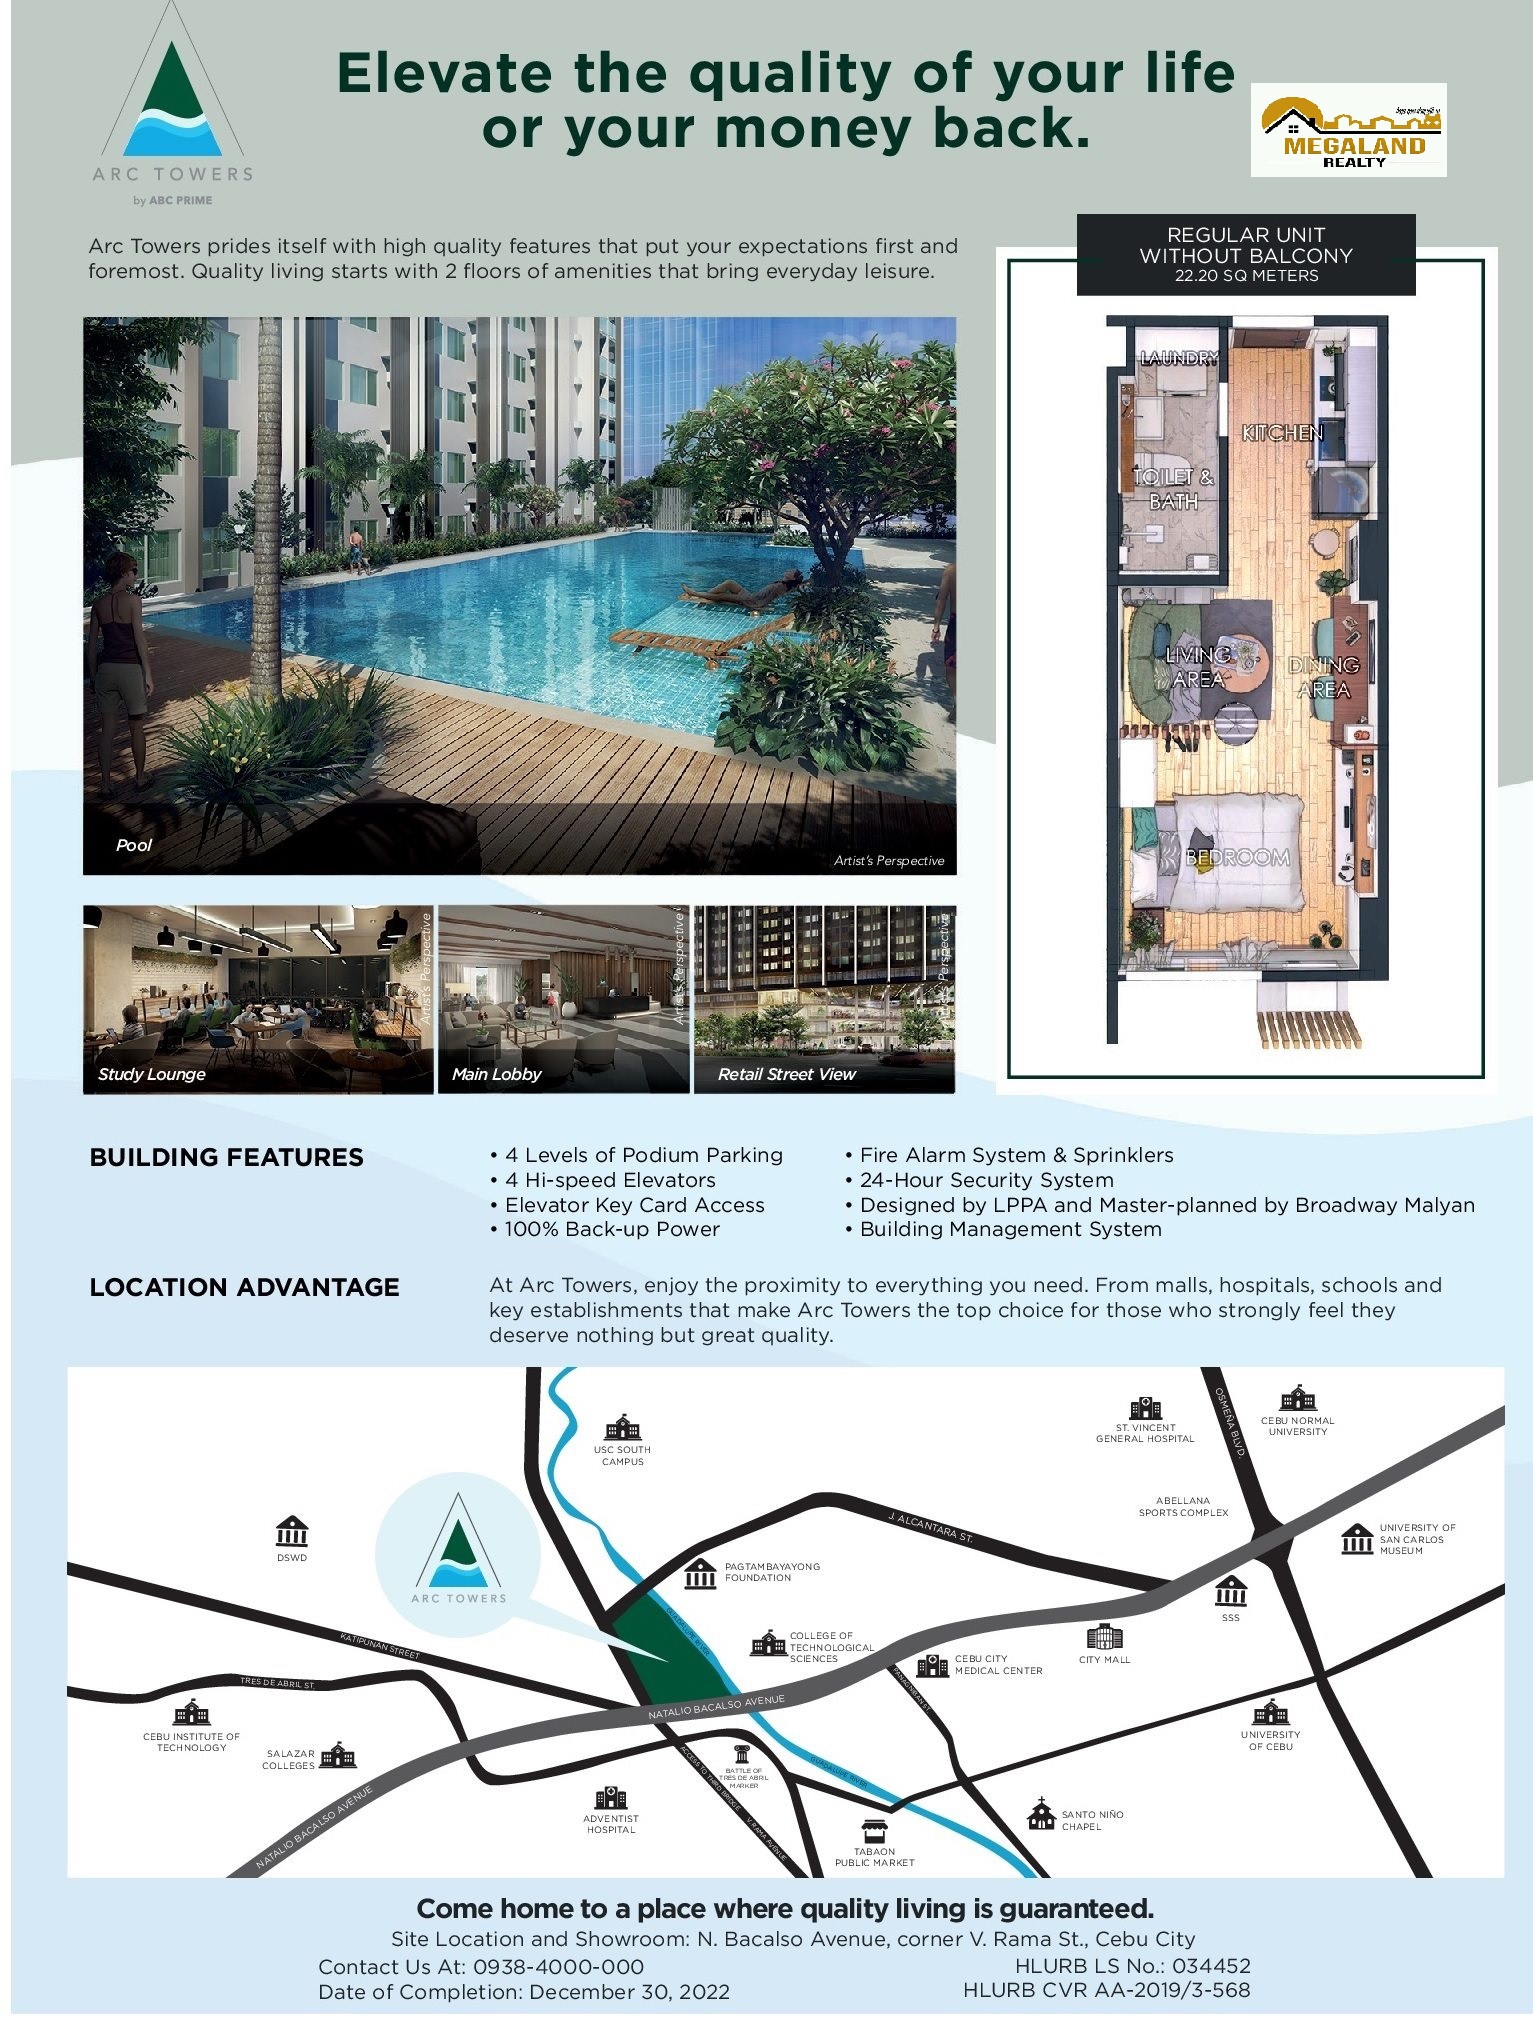 Elevate the quality of your life
or your money back.
ARC TOWERS
by ABC PRIME
MEGALAND
REALTY
Arc Towers prides itself with high quality features that put your expectations first and
foremost. Quality living starts with 2 floors of amenities that bring everyday leisure.
REGULAR UNIT
WITHOUT BALCONY
22.20 SQ METERS
LAUNDRY
KITCHEN
TOILET &
BATH
LIVING
AREA
DINING
AREA
BEDROOM
Pool
Artist's Perspective
Study Lounge
Artist's Perspective
Main Lobby
Artist's Perspective
Retail Street View
Artist's Perspective
BUILDING FEATURES
• 4 Levels of Podium Parking
• 4 Hi-speed Elevators
• Elevator Key Card Access
• 100% Back-up Power
• Fire Alarm System & Sprinklers
• 24-Hour Security System
• Designed by LPPA and Master-planned by Broadway Malyan
• Building Management System
LOCATION ADVANTAGE
At Arc Towers, enjoy the proximity to everything you need. From malls, hospitals, schools and
key establishments that make Arc Towers the top choice for those who strongly feel they
deserve nothing but great quality.
USC SOUTH
CAMPUS
ST. VINCENT
GENERAL HOSPITAL
OSMEÑA BLVD.
CEBU NORMAL
UNIVERSITY
ABELLANA
SPORTS COMPLEX
J. ALCANTARA ST.
UNIVERSITY OF
SAN CARLOS
MUSEUM
DSWD
ARC TOWERS
PAGTAMBAYAYONG
FOUNDATION
SSS
GUADALUPE RIVER
COLLEGE OF
TECHNOLOGICAL
SCIENCES
CITY MALL
CEBU CITY
MEDICAL CENTER
KATIPUNAN STREET
TRES DE ABRIL ST.
NATALIO BACALSO AVENUE
PANGANIBAN ST.
CEBU INSTITUTE OF
TECHNOLOGY
SALAZAR
COLLEGES
UNIVERSITY
OF CEBU
BATTLE OF
TRES DE ABRIL
MARKER
GUADALUPE RIVER
ACCESS TO THIRD BRIDGE
V. RAMA AVENUE
NATALIO BACALSO AVENUE
ADVENTIST
HOSPITAL
SANTO NIÑO
CHAPEL
TABAON
PUBLIC MARKET
Come home to a place where quality living is guaranteed.
Site Location and Showroom: N. Bacalso Avenue, corner V. Rama St., Cebu City
Contact Us At: 0938-4000-000
Date of Completion: December 30, 2022
HLURB LS No.: 034452
HLURB CVR AA-2019/3-568